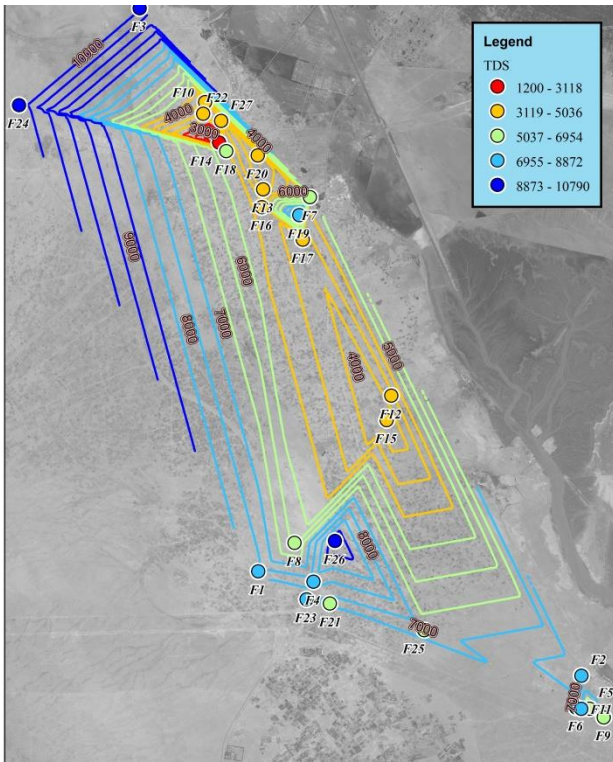 Legend
TDS
1200 - 3118
3119 - 5036
5037 - 6954
6955 - 8872
8873 - 10790
F3
10000
F24
F10
F22
F27
4000
3000
4000
F14
F18
F20
6000
F13
F7
F16
F19
F17
9000
8000
7000
6000
5000
4000
F12
F15
F8
F26
8000
F1
F4
F23
F21
7000
F25
F2
F5
7000
F11
F6
F9